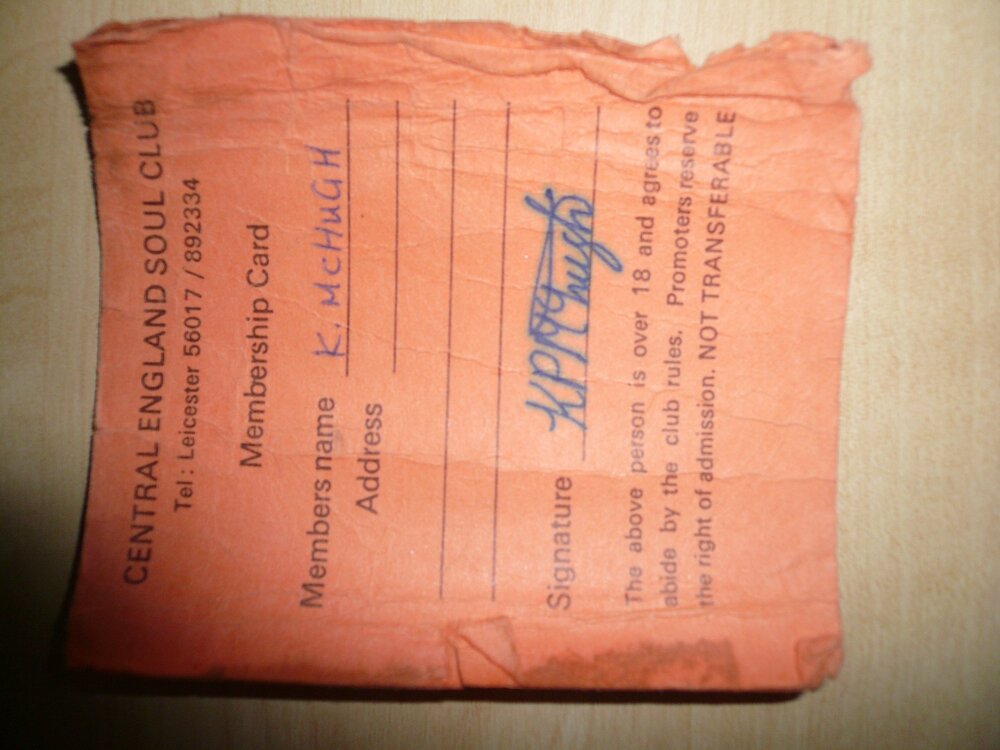 CENTRAL ENGLAND SOUL CLUB
Tel : Leicester 56017 / 892334
Membership Card
Members name K. McHuGH
Address
Signature KPMchugh
The above person is over 18 and agrees to
abide by the club rules. Promoters reserve
the right of admission. NOT TRANSFERABLE